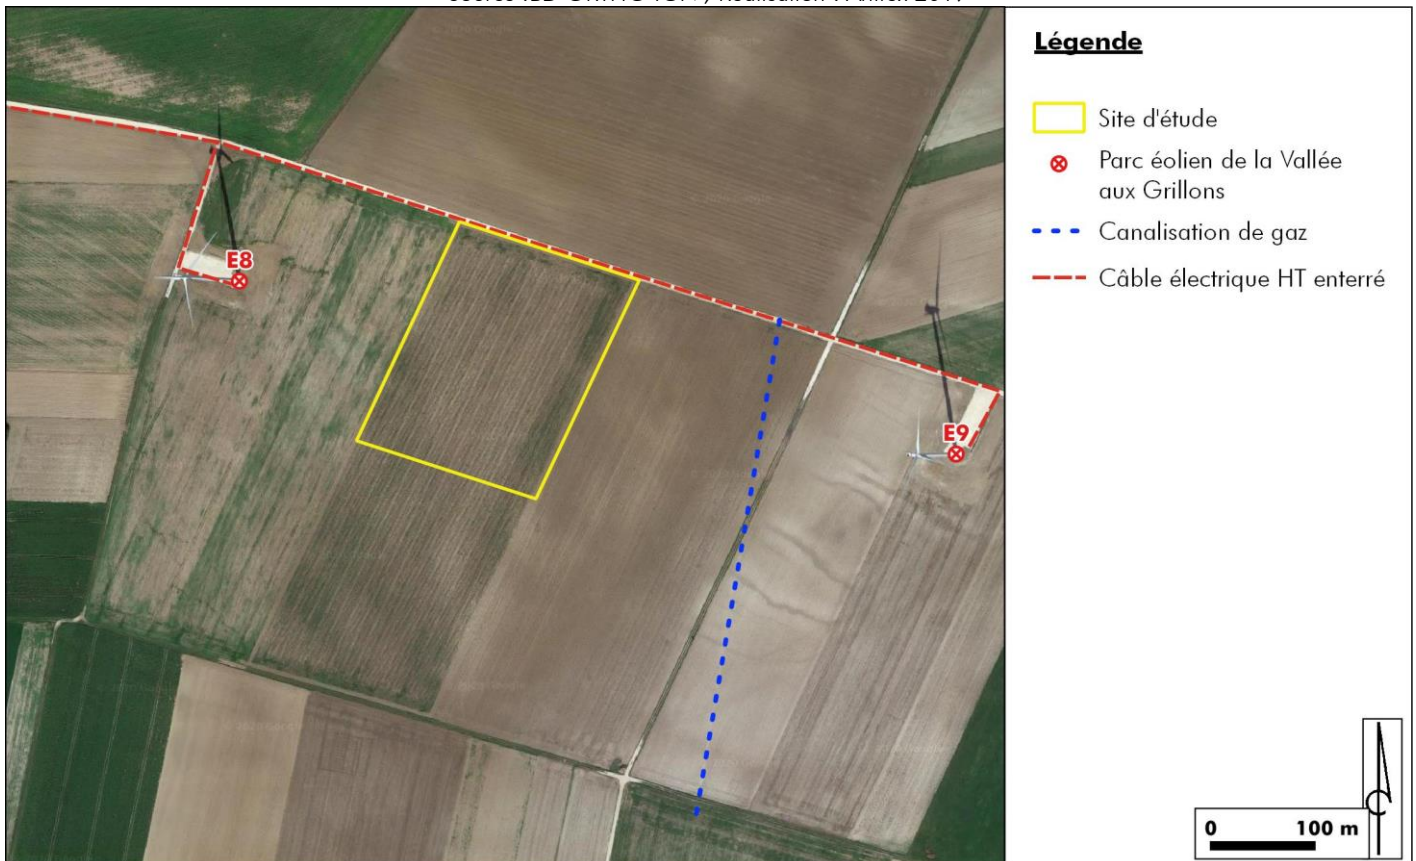 Légende
Site d'étude
Parc éolien de la Vallée
aux Grillons
Canalisation de gaz
Câble électrique HT enterré
E8
E9
0 100 m